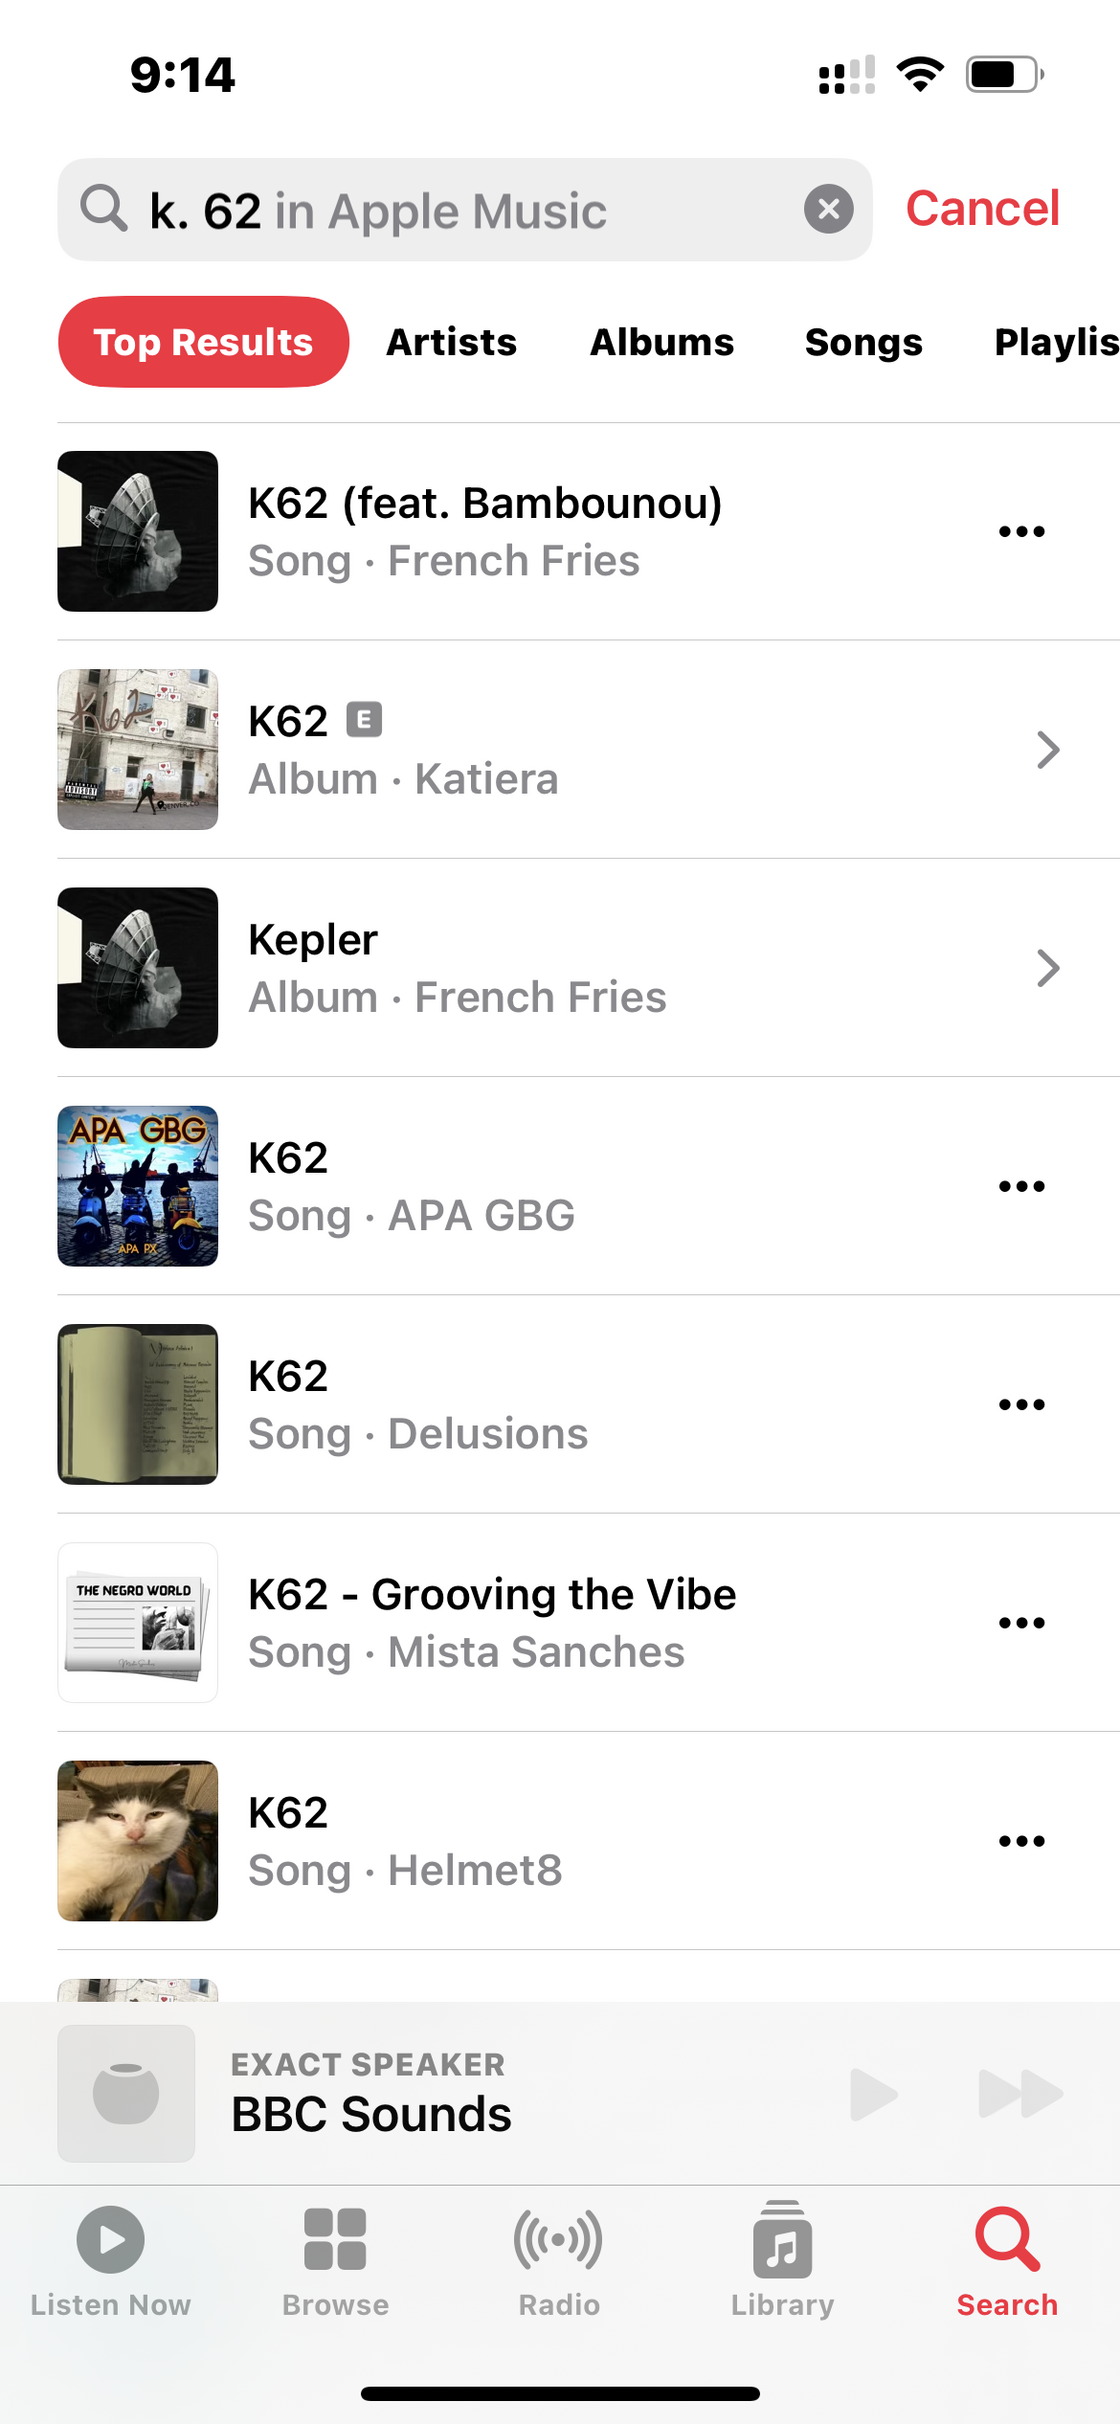 9:14
k. 62 in Apple Music
Cancel
Top Results
Artists
Albums
Songs
Playlis
K62 (feat. Bambounou)
Song · French Fries
K62 E
Album · Katiera
K62
Kepler
Album · French Fries
K62
Song · APA GBG
APA GBG
APA PX
K62
Song · Delusions
K62 - Grooving the Vibe
Song · Mista Sanches
THE NEGRO WORLD
K62
Song · Helmet8
EXACT SPEAKER
BBC Sounds
Listen Now
Browse
Radio
Library
Search